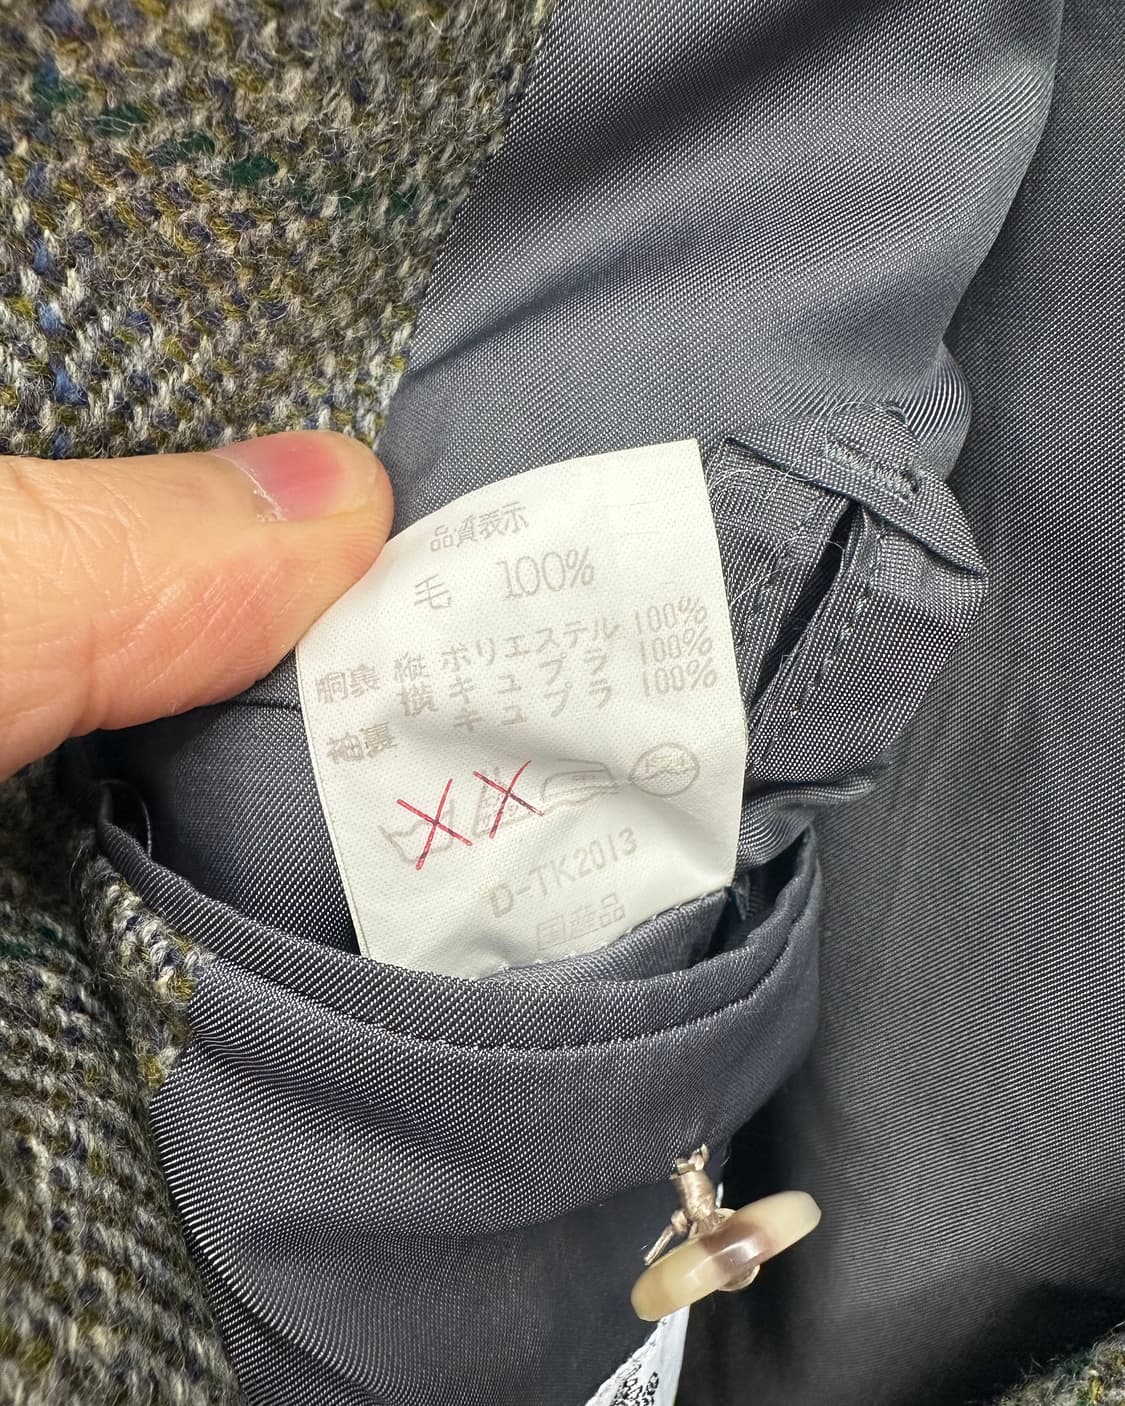 品質表示
毛 100%
胴裏 縦 ポリエステル 100%
横 キュプラ 100%
袖裏 キュプラ 100%
D-TK2013
国産品